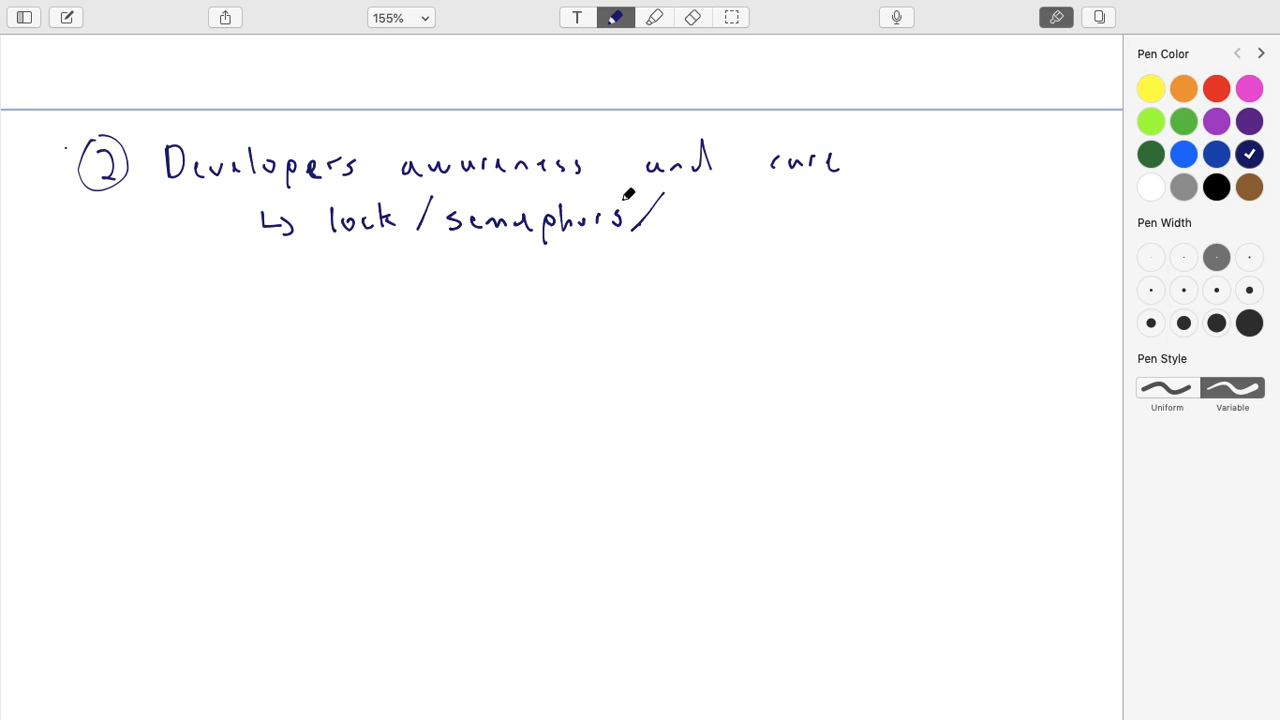 155%
Pen Color
② Developers awareness and care
↳ lock / semaphors /
Pen Width
Pen Style
Uniform
Variable
T